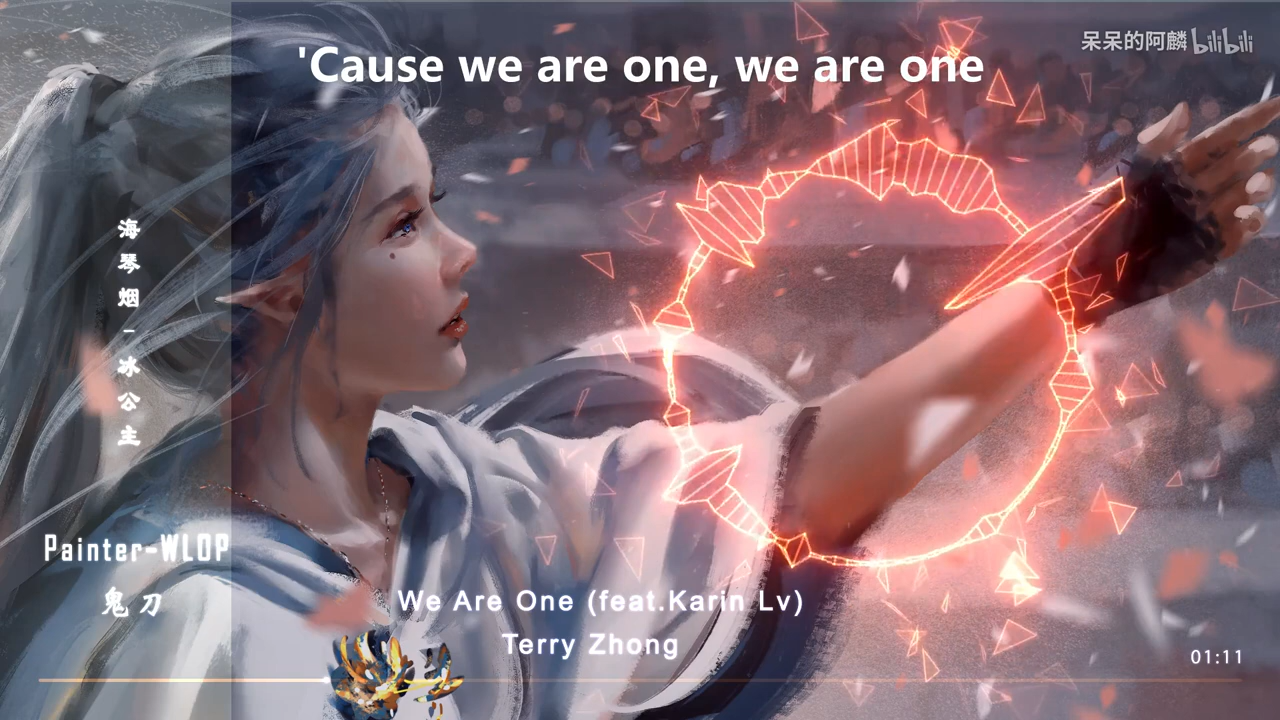 'Cause we are one, we are one
呆呆的阿麟 bilibili
海琴烟-冰公主
Painter-WLOP
鬼刀
We Are One (feat.Karin Lv)
Terry Zhong
01:11